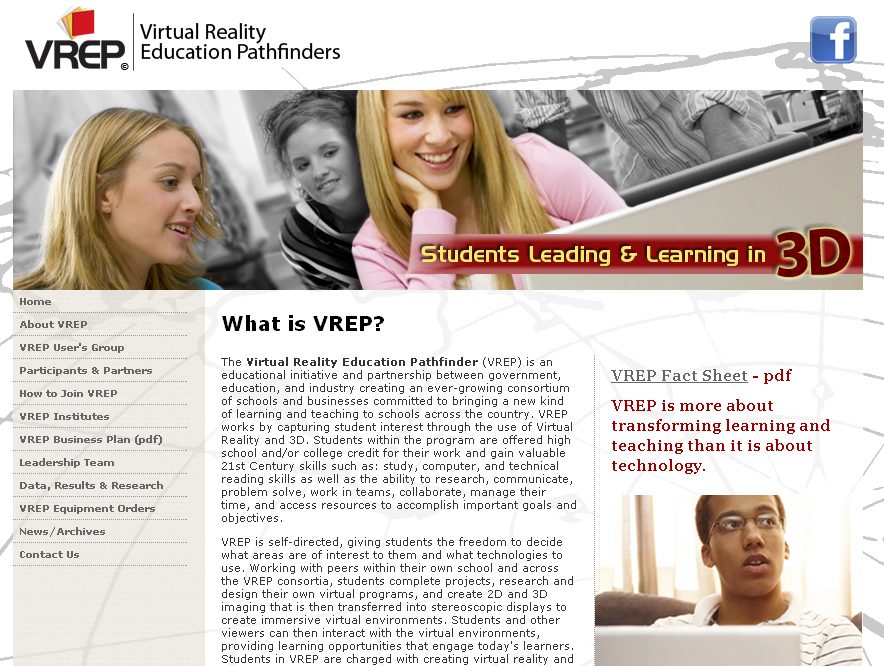 VREP©
Virtual Reality
Education Pathfinders
f
Students Leading & Learning in 3D
Home
About VREP
VREP User's Group
Participants & Partners
How to Join VREP
VREP Institutes
VREP Business Plan (pdf)
Leadership Team
Data, Results & Research
VREP Equipment Orders
News/Archives
Contact Us
What is VREP?
The Virtual Reality Education Pathfinder (VREP) is an
educational initiative and partnership between government,
education, and industry creating an ever-growing consortium
of schools and businesses committed to bringing a new kind
of learning and teaching to schools across the country. VREP
works by capturing student interest through the use of Virtual
Reality and 3D. Students within the program are offered high
school and/or college credit for their work and gain valuable
21st Century skills such as: study, computer, and technical
reading skills as well as the ability to research, communicate,
problem solve, work in teams, collaborate, manage their
time, and access resources to accomplish important goals and
objectives.
VREP is self-directed, giving students the freedom to decide
what areas are of interest to them and what technologies to
use. Working with peers within their own school and across
the VREP consortia, students complete projects, research and
design their own virtual programs, and create 2D and 3D
imaging that is then transferred into stereoscopic displays to
create immersive virtual environments. Students and other
viewers can then interact with the virtual environments,
providing learning opportunities that engage today's learners.
Students in VREP are charged with creating virtual reality and
VREP Fact Sheet - pdf
VREP is more about
transforming learning and
teaching than it is about
technology.